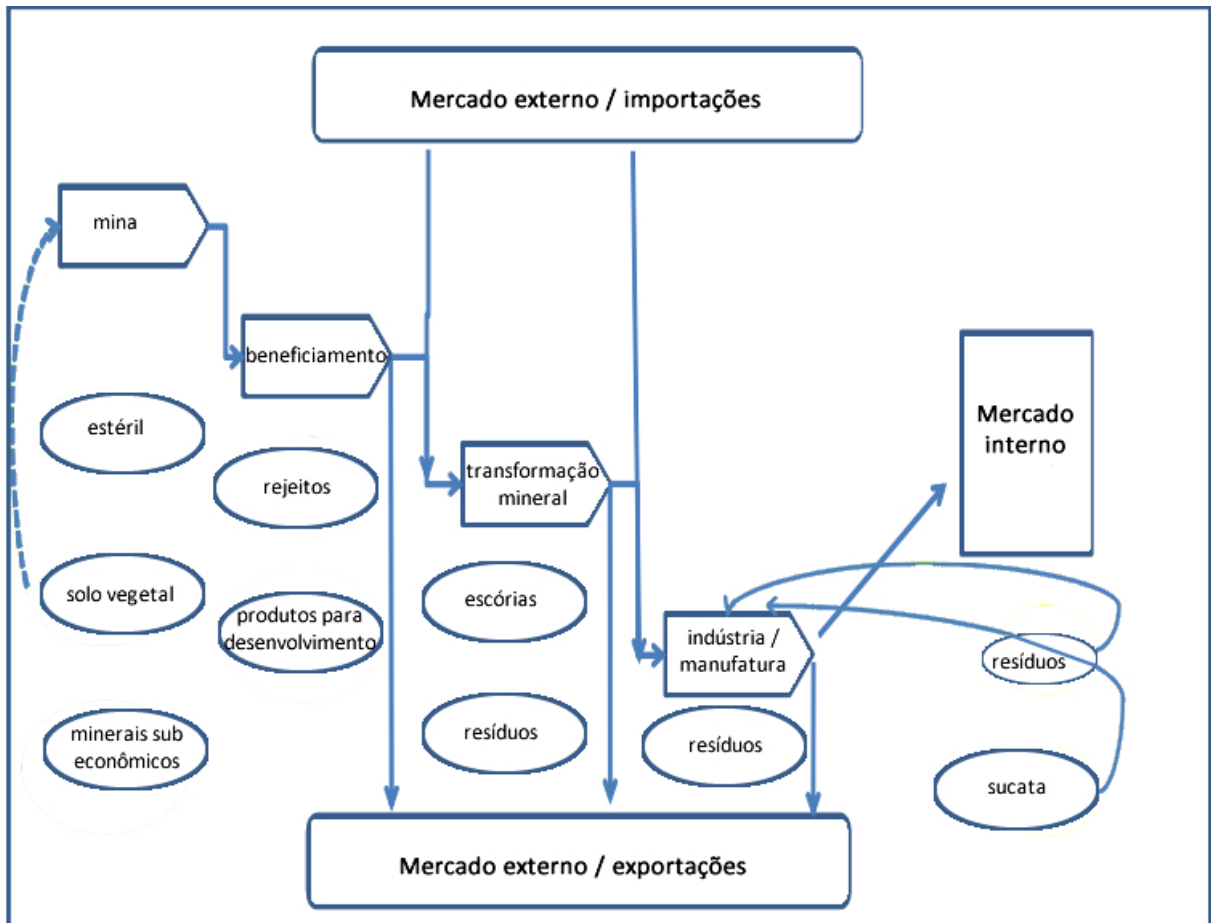 Mercado externo / importações
mina
beneficiamento
estéril
rejeitos
transformação
mineral
Mercado
interno
solo vegetal
produtos para
desenvolvimento
escórias
indústria /
manufatura
resíduos
minerais sub
econômicos
resíduos
resíduos
sucata
Mercado externo / exportações